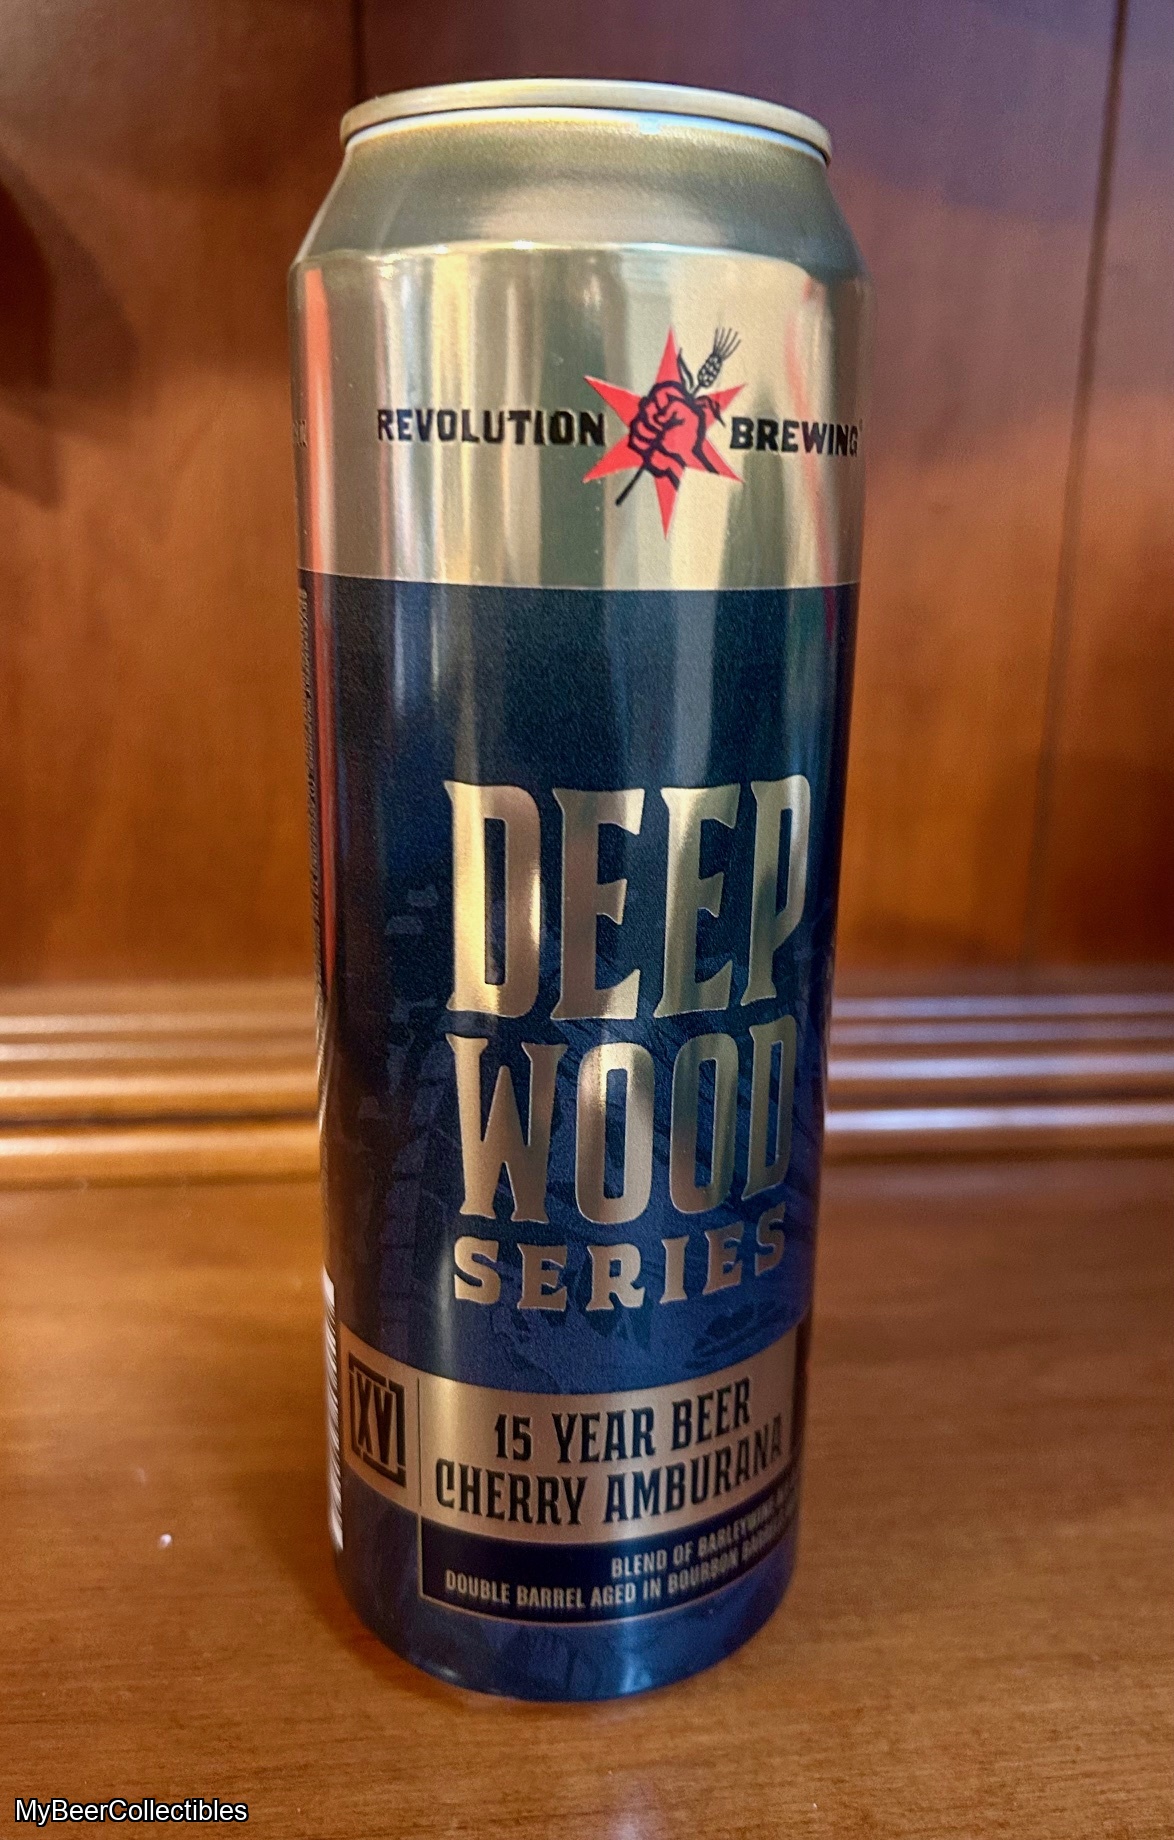 REVOLUTION BREWING
DEEP
WOOD
SERIES
XV
15 YEAR BEER
CHERRY AMBURANA
BLEND OF BARLEYWINE
DOUBLE BARREL AGED IN BOURBON
MyBeerCollectibles